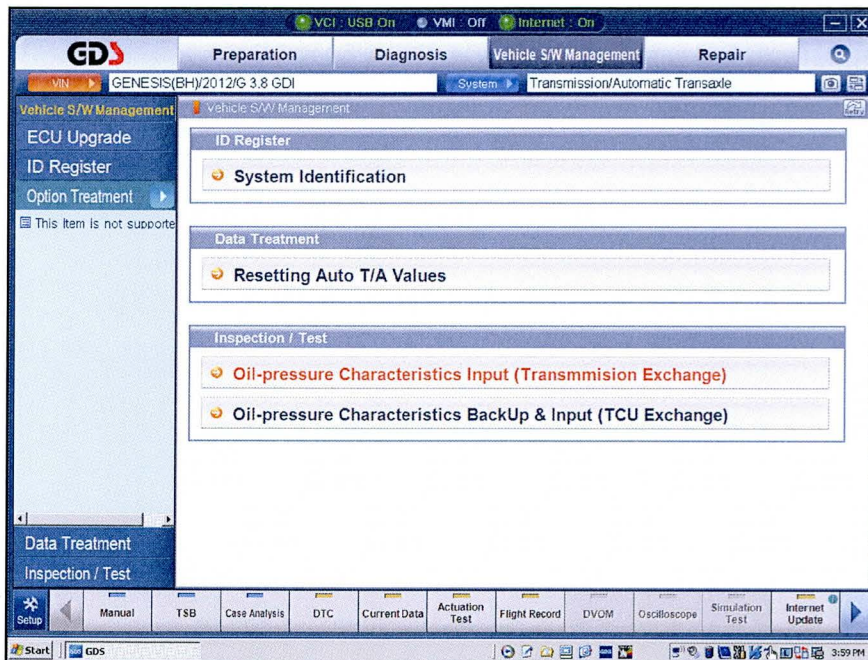 VCI : USB On VMI : Off Internet : On
GDS Preparation Diagnosis Vehicle S/W Management Repair
VIN GENESIS(BH)/2012/G 3.8 GDI System Transmission/Automatic Transaxle
Vehicle S/W Management
ECU Upgrade
ID Register
Option Treatment
This Item is not supporte
Data Treatment
Inspection / Test
Vehicle S/W Management
ID Register
System Identification
Data Treatment
Resetting Auto T/A Values
Inspection / Test
Oil-pressure Characteristics Input (Transmmision Exchange)
Oil-pressure Characteristics BackUp & Input (TCU Exchange)
Setup Manual TSB Case Analysis DTC Current Data Actuation Test Flight Record DVOM Oscilloscope Simulation Test Internet Update
Start GDS 3:59 PM